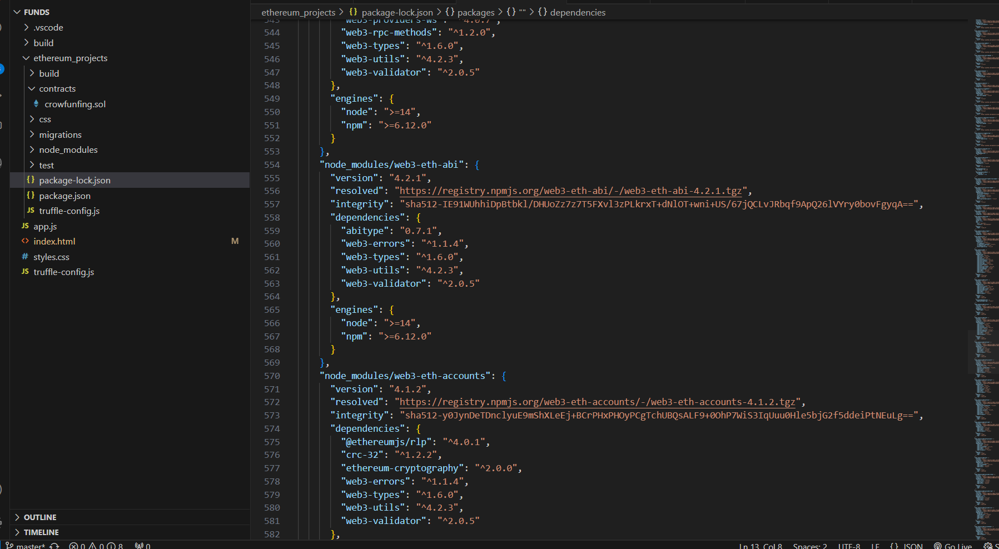 FUNDS
.vscode
build
ethereum_projects
build
contracts
crowfunfing.sol
css
migrations
node_modules
test
{} package-lock.json
{} package.json
JS truffle-config.js
JS app.js
<> index.html M
# styles.css
JS truffle-config.js
OUTLINE
TIMELINE
ethereum_projects > {} package-lock.json > {} packages > {} "" > {} dependencies
543 "web3-providers-ws": "^4.0.7",
544 "web3-rpc-methods": "^1.2.0",
545 "web3-types": "^1.6.0",
546 "web3-utils": "^4.2.3",
547 "web3-validator": "^2.0.5"
548 },
549 "engines": {
550 "node": ">=14",
551 "npm": ">=6.12.0"
552 }
553 },
554 "node_modules/web3-eth-abi": {
555 "version": "4.2.1",
556 "resolved": "https://registry.npmjs.org/web3-eth-abi/-/web3-eth-abi-4.2.1.tgz",
557 "integrity": "sha512-IE91WUhhiDpBtbkl/DHUoZz7z7T5FXvl3zPLkrxT+dNlOT+wni+US/67jQCLvJRbqf9ApQ26lVYry0bovFgyqA==",
558 "dependencies": {
559 "abitype": "0.7.1",
560 "web3-errors": "^1.1.4",
561 "web3-types": "^1.6.0",
562 "web3-utils": "^4.2.3",
563 "web3-validator": "^2.0.5"
564 },
565 "engines": {
566 "node": ">=14",
567 "npm": ">=6.12.0"
568 }
569 },
570 "node_modules/web3-eth-accounts": {
571 "version": "4.1.2",
572 "resolved": "https://registry.npmjs.org/web3-eth-accounts/-/web3-eth-accounts-4.1.2.tgz",
573 "integrity": "sha512-y0JynDeTDnclyuE9mShXLeEj+BCrPHxPHOyPCgTchUBQsALF9+0OhP7WiS3IqUuu0Hle5bjG2f5ddeiPtNEuLg==",
574 "dependencies": {
575 "@ethereumjs/rlp": "^4.0.1",
576 "crc-32": "^1.2.2",
577 "ethereum-cryptography": "^2.0.0",
578 "web3-errors": "^1.1.4",
579 "web3-types": "^1.6.0",
580 "web3-utils": "^4.2.3",
581 "web3-validator": "^2.0.5"
582 },
master* 0 0 8 0 Ln 13, Col 8 Spaces: 2 UTF-8 LF {} JSON Go Live